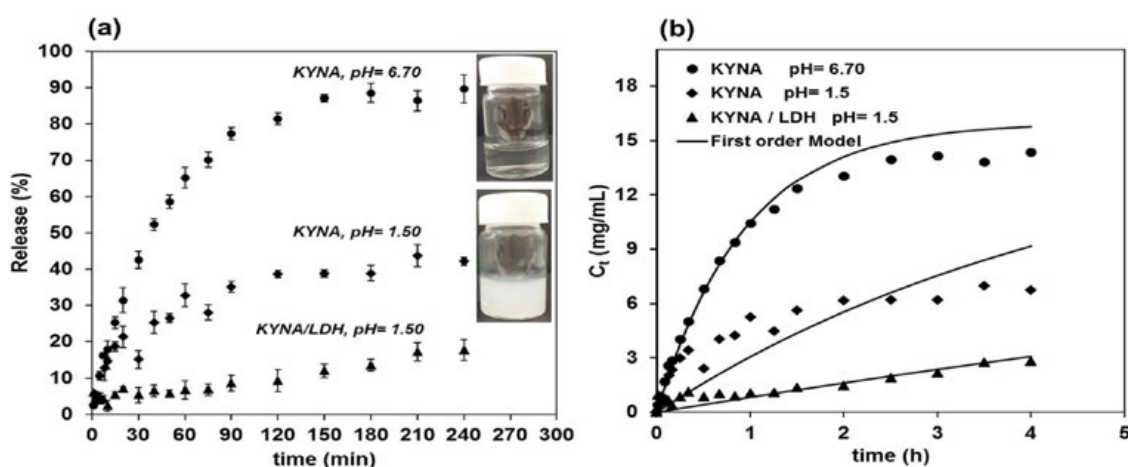 (a)
Release (%)
100
90
80
70
60
50
40
30
20
10
0
KYNA, pH= 6.70
KYNA, pH= 1.50
KYNA/LDH, pH= 1.50
0 30 60 90 120 150 180 210 240 270 300
time (min)
(b)
Ct (mg/mL)
18
15
12
9
6
3
0
KYNA pH= 6.70
KYNA pH= 1.5
KYNA / LDH pH= 1.5
First order Model
0 1 2 3 4 5
time (h)